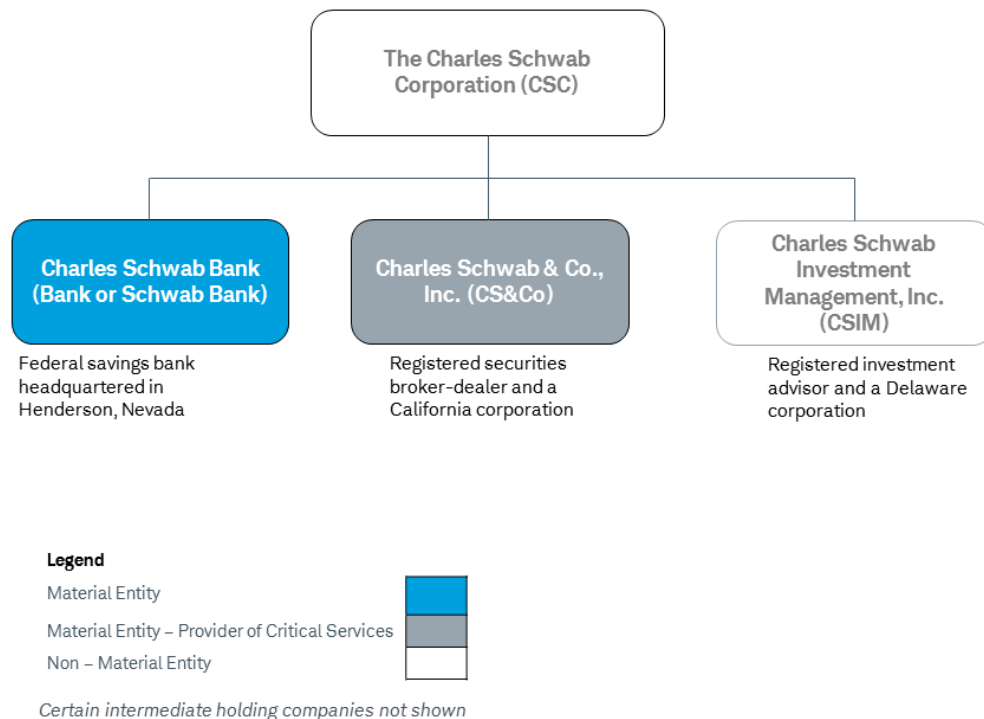 The Charles Schwab
Corporation (CSC)
Charles Schwab Bank
(Bank or Schwab Bank)
Charles Schwab & Co.,
Inc. (CS&Co)
Charles Schwab
Investment
Management, Inc.
(CSIM)
Federal savings bank
headquartered in
Henderson, Nevada
Registered securities
broker-dealer and a
California corporation
Registered investment
advisor and a Delaware
corporation
Legend
Material Entity
Material Entity – Provider of Critical Services
Non – Material Entity
Certain intermediate holding companies not shown